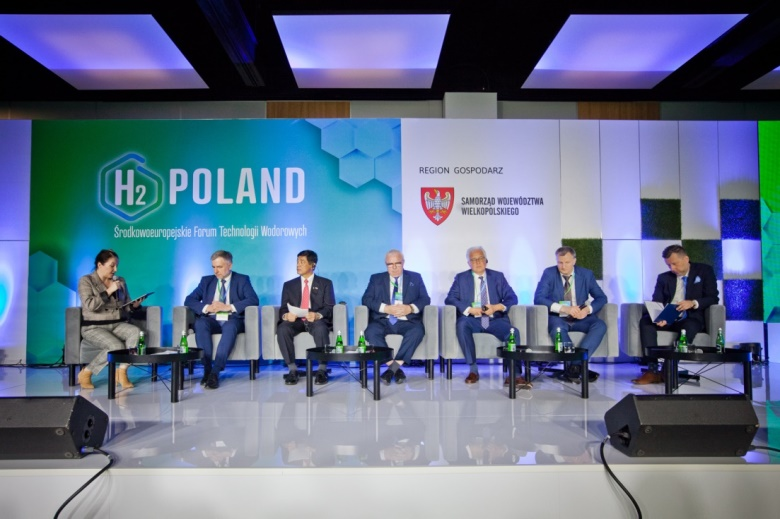 H2 POLAND
Środkowoeuropejskie Forum Technologii Wodorowych
REGION GOSPODARZ
SAMORZĄD WOJEWÓDZTWA
WIELKOPOLSKIEGO